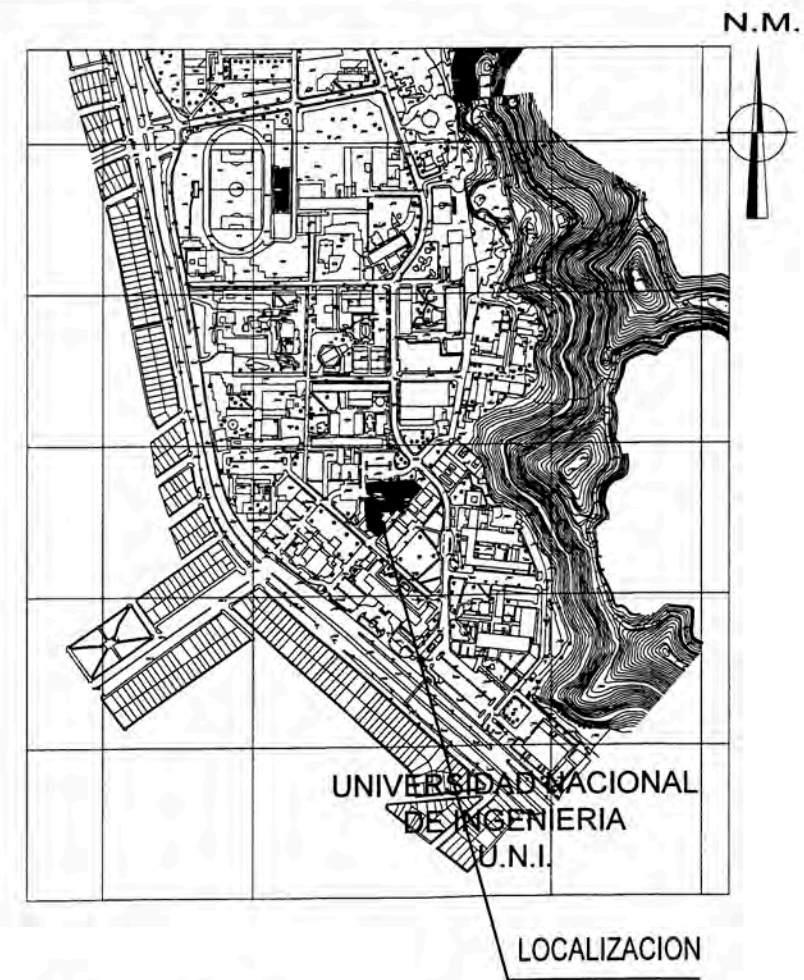 N.M.
UNIVERSIDAD NACIONAL
DE INGENIERIA
U.N.I.
LOCALIZACION